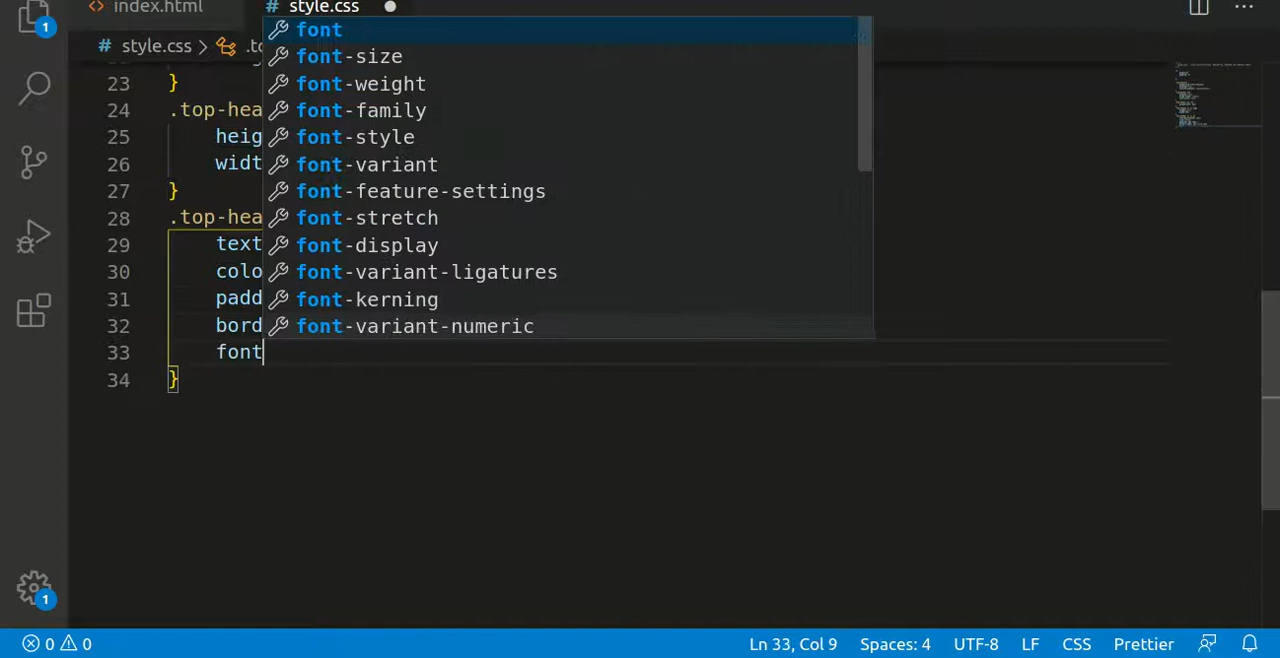 index.html
style.css
style.css
.to
font
font-size
font-weight
font-family
font-style
font-variant
font-feature-settings
font-stretch
font-display
font-variant-ligatures
font-kerning
font-variant-numeric
23 }
24 .top-hea
25 heig
26 widt
27 }
28 .top-hea
29 text
30 colo
31 padd
32 bord
33 font
34 }
1
1
0 0
Ln 33, Col 9
Spaces: 4
UTF-8
LF
CSS
Prettier